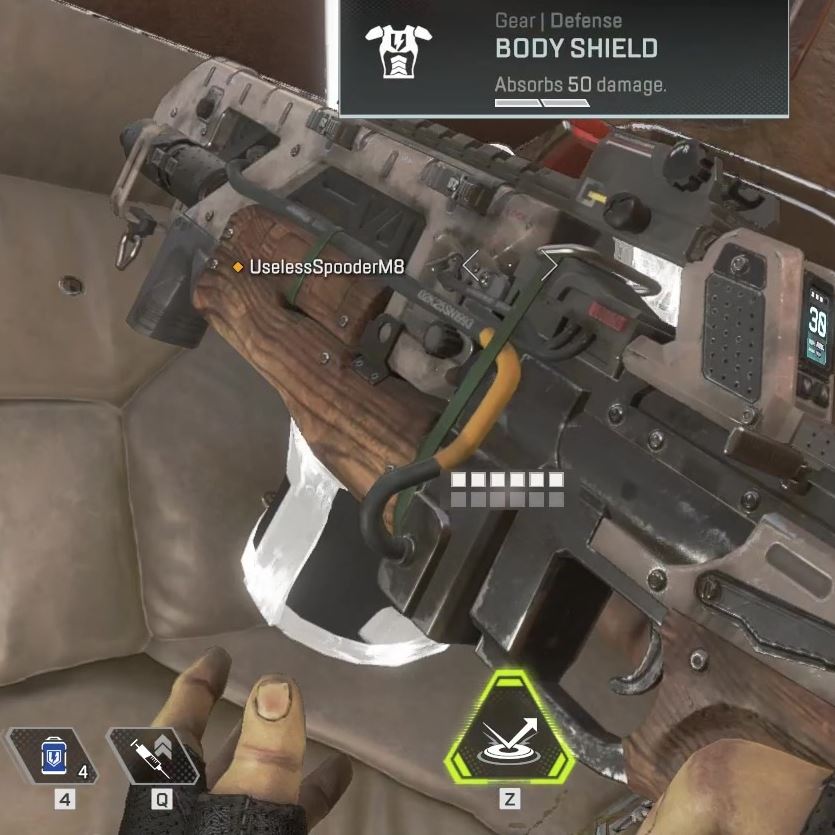 Gear | Defense
BODY SHIELD
Absorbs 50 damage.
UselessSpooderM8
30
4
4
Q
Z